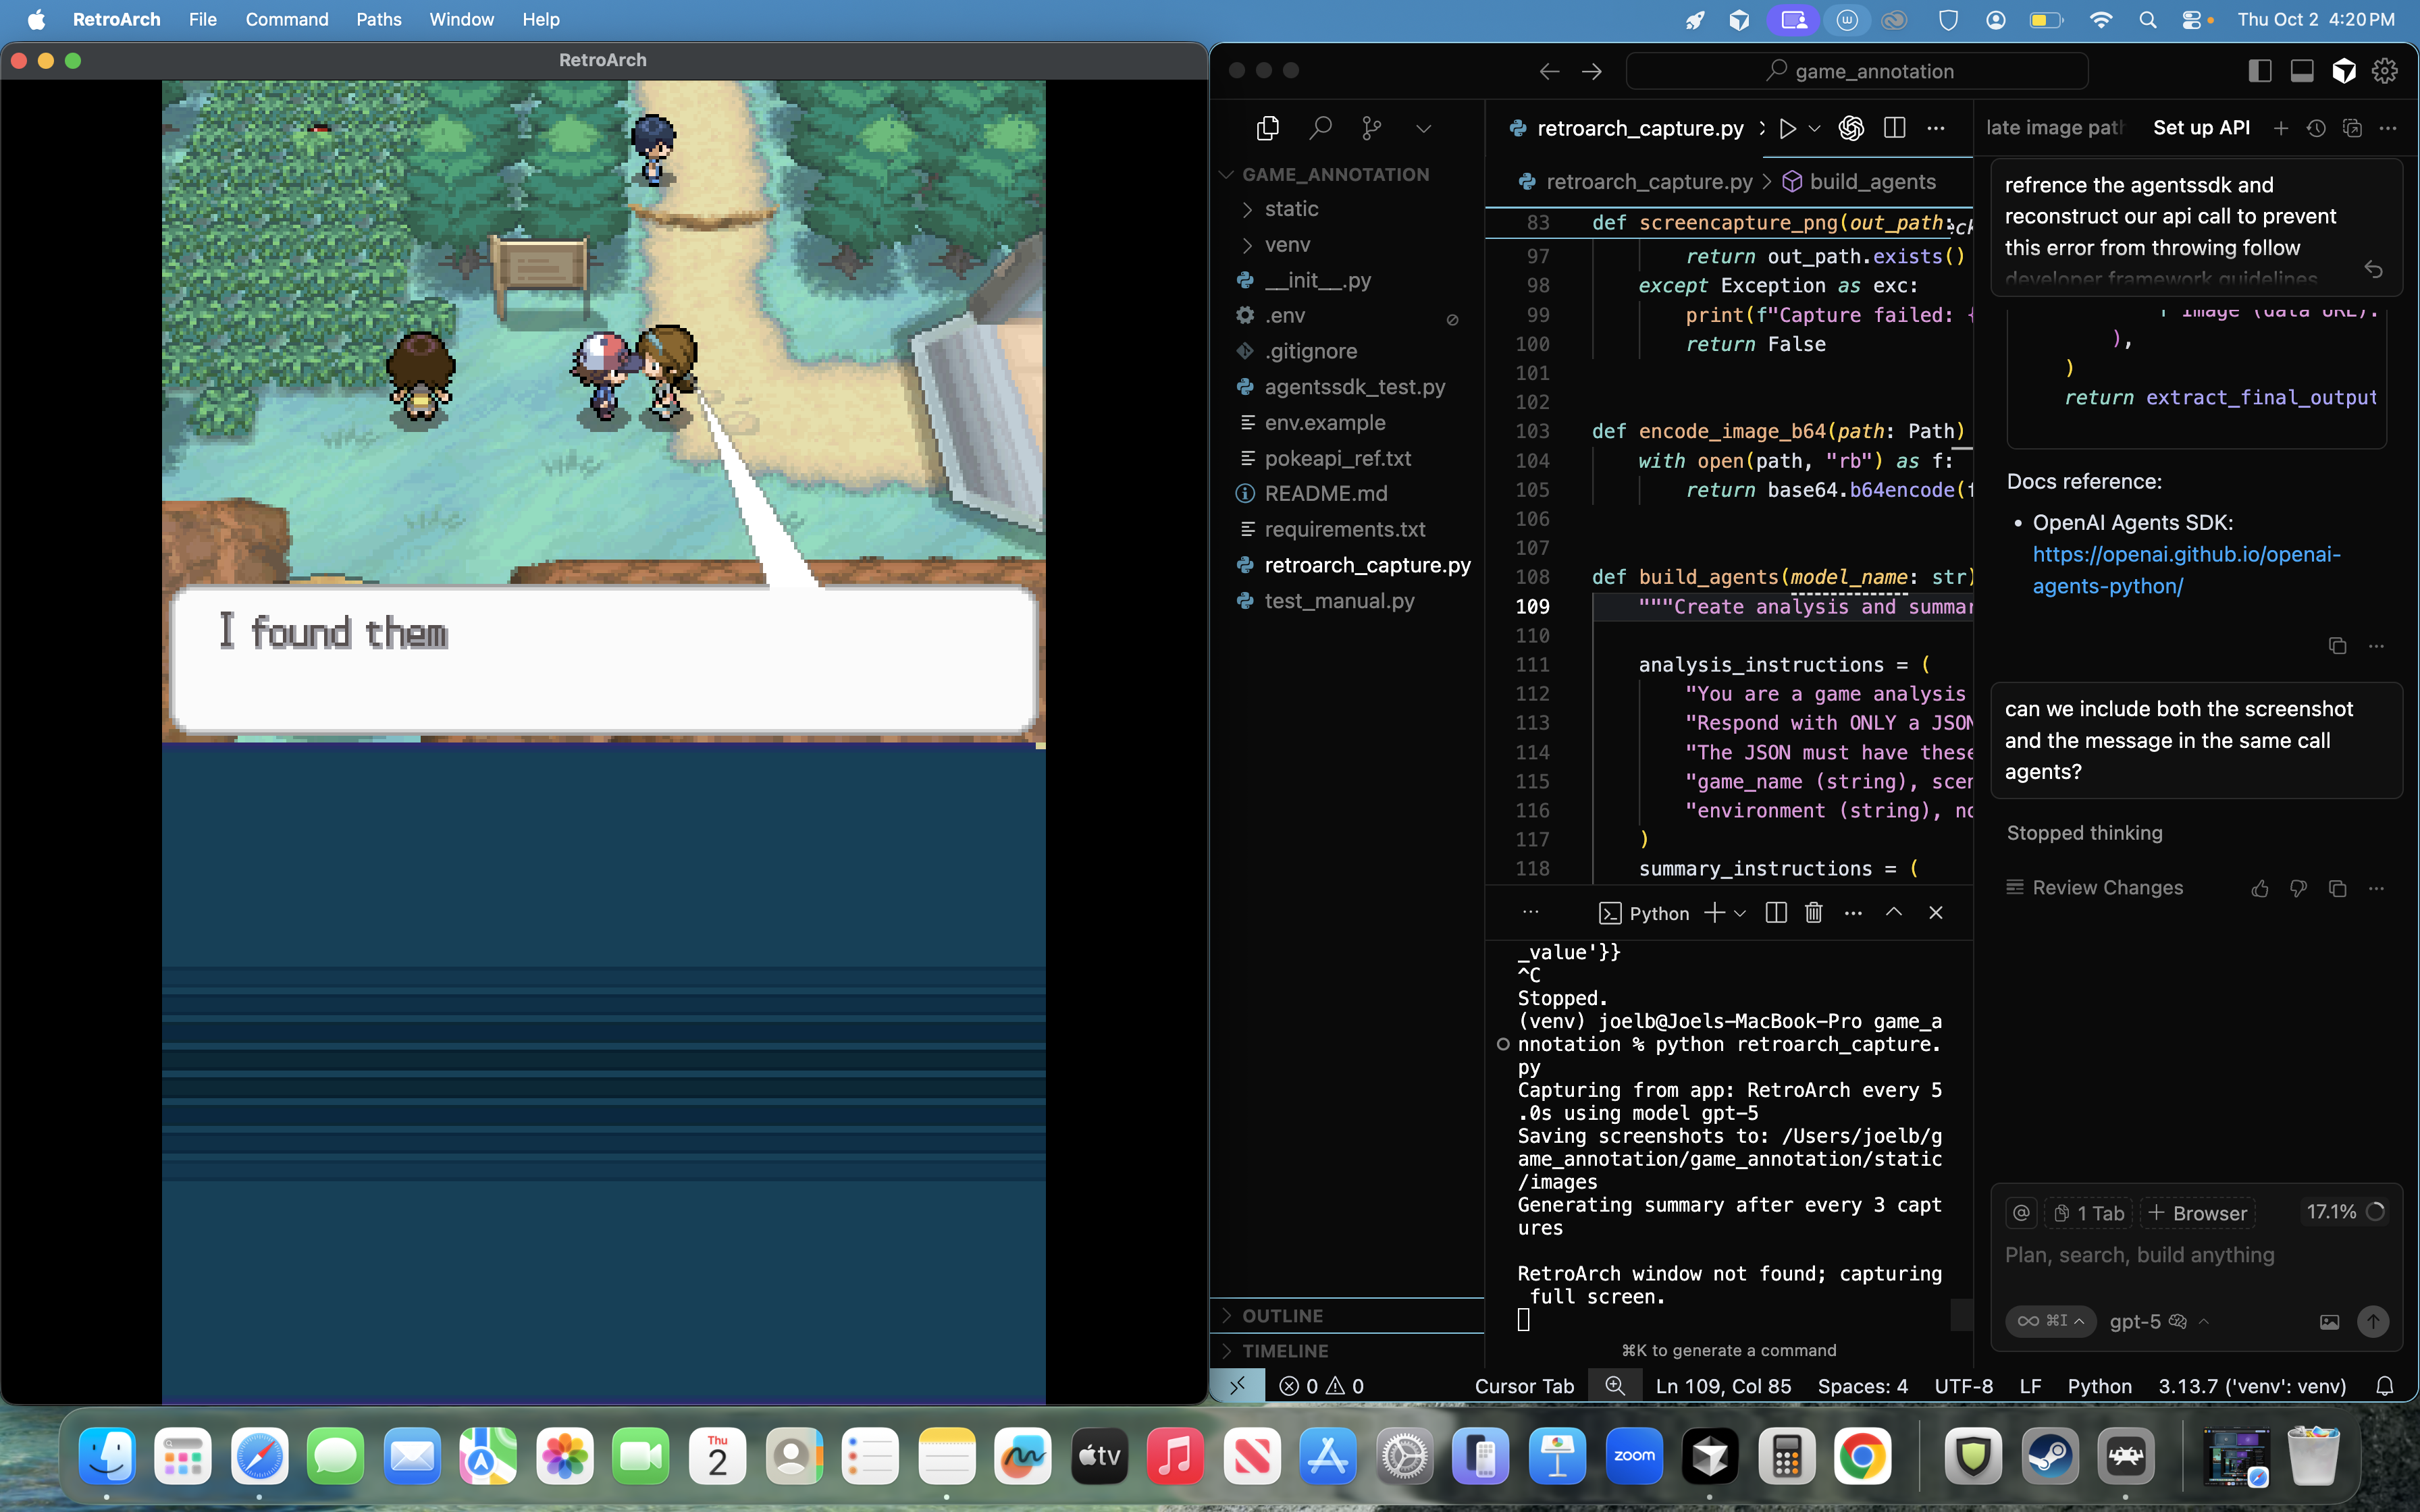 RetroArch File Command Paths Window Help
Thu Oct 2 4:20 PM
RetroArch
I found them
game_annotation
GAME_ANNOTATION
static
venv
__init__.py
.env
.gitignore
agentssdk_test.py
env.example
pokeapi_ref.txt
README.md
requirements.txt
retroarch_capture.py
test_manual.py
OUTLINE
TIMELINE
retroarch_capture.py
retroarch_capture.py > build_agents
83 def screencapture_png(out_path:
97 return out_path.exists()
98 except Exception as exc:
99 print(f"Capture failed: {
100 return False
101
102
103 def encode_image_b64(path: Path)
104 with open(path, "rb") as f:
105 return base64.b64encode(f
106
107
108 def build_agents(model_name: str)
109 """Create analysis and summar
110
111 analysis_instructions = (
112 "You are a game analysis
113 "Respond with ONLY a JSON
114 "The JSON must have these
115 "game_name (string), scen
116 "environment (string), no
117 )
118 summary_instructions = (
Python
_value'}}
^C
Stopped.
(venv) joelb@Joels-MacBook-Pro game_a
nnotation % python retroarch_capture.
py
Capturing from app: RetroArch every 5
.0s using model gpt-5
Saving screenshots to: /Users/joelb/g
ame_annotation/game_annotation/static
/images
Generating summary after every 3 capt
ures
RetroArch window not found; capturing
full screen.
⌘K to generate a command
late image path
Set up API
refrence the agentssdk and
reconstruct our api call to prevent
this error from throwing follow
developer framework guidelines
f"Image (data URL):
),
)
return extract_final_output
Docs reference:
• OpenAI Agents SDK:
https://openai.github.io/openai-
agents-python/
can we include both the screenshot
and the message in the same call
agents?
Stopped thinking
Review Changes
@ 1 Tab + Browser 17.1%
Plan, search, build anything
∞ ⌘I gpt-5
0 0 Cursor Tab Ln 109, Col 85 Spaces: 4 UTF-8 LF Python 3.13.7 ('venv': venv)
Thu
2
tv
zoom